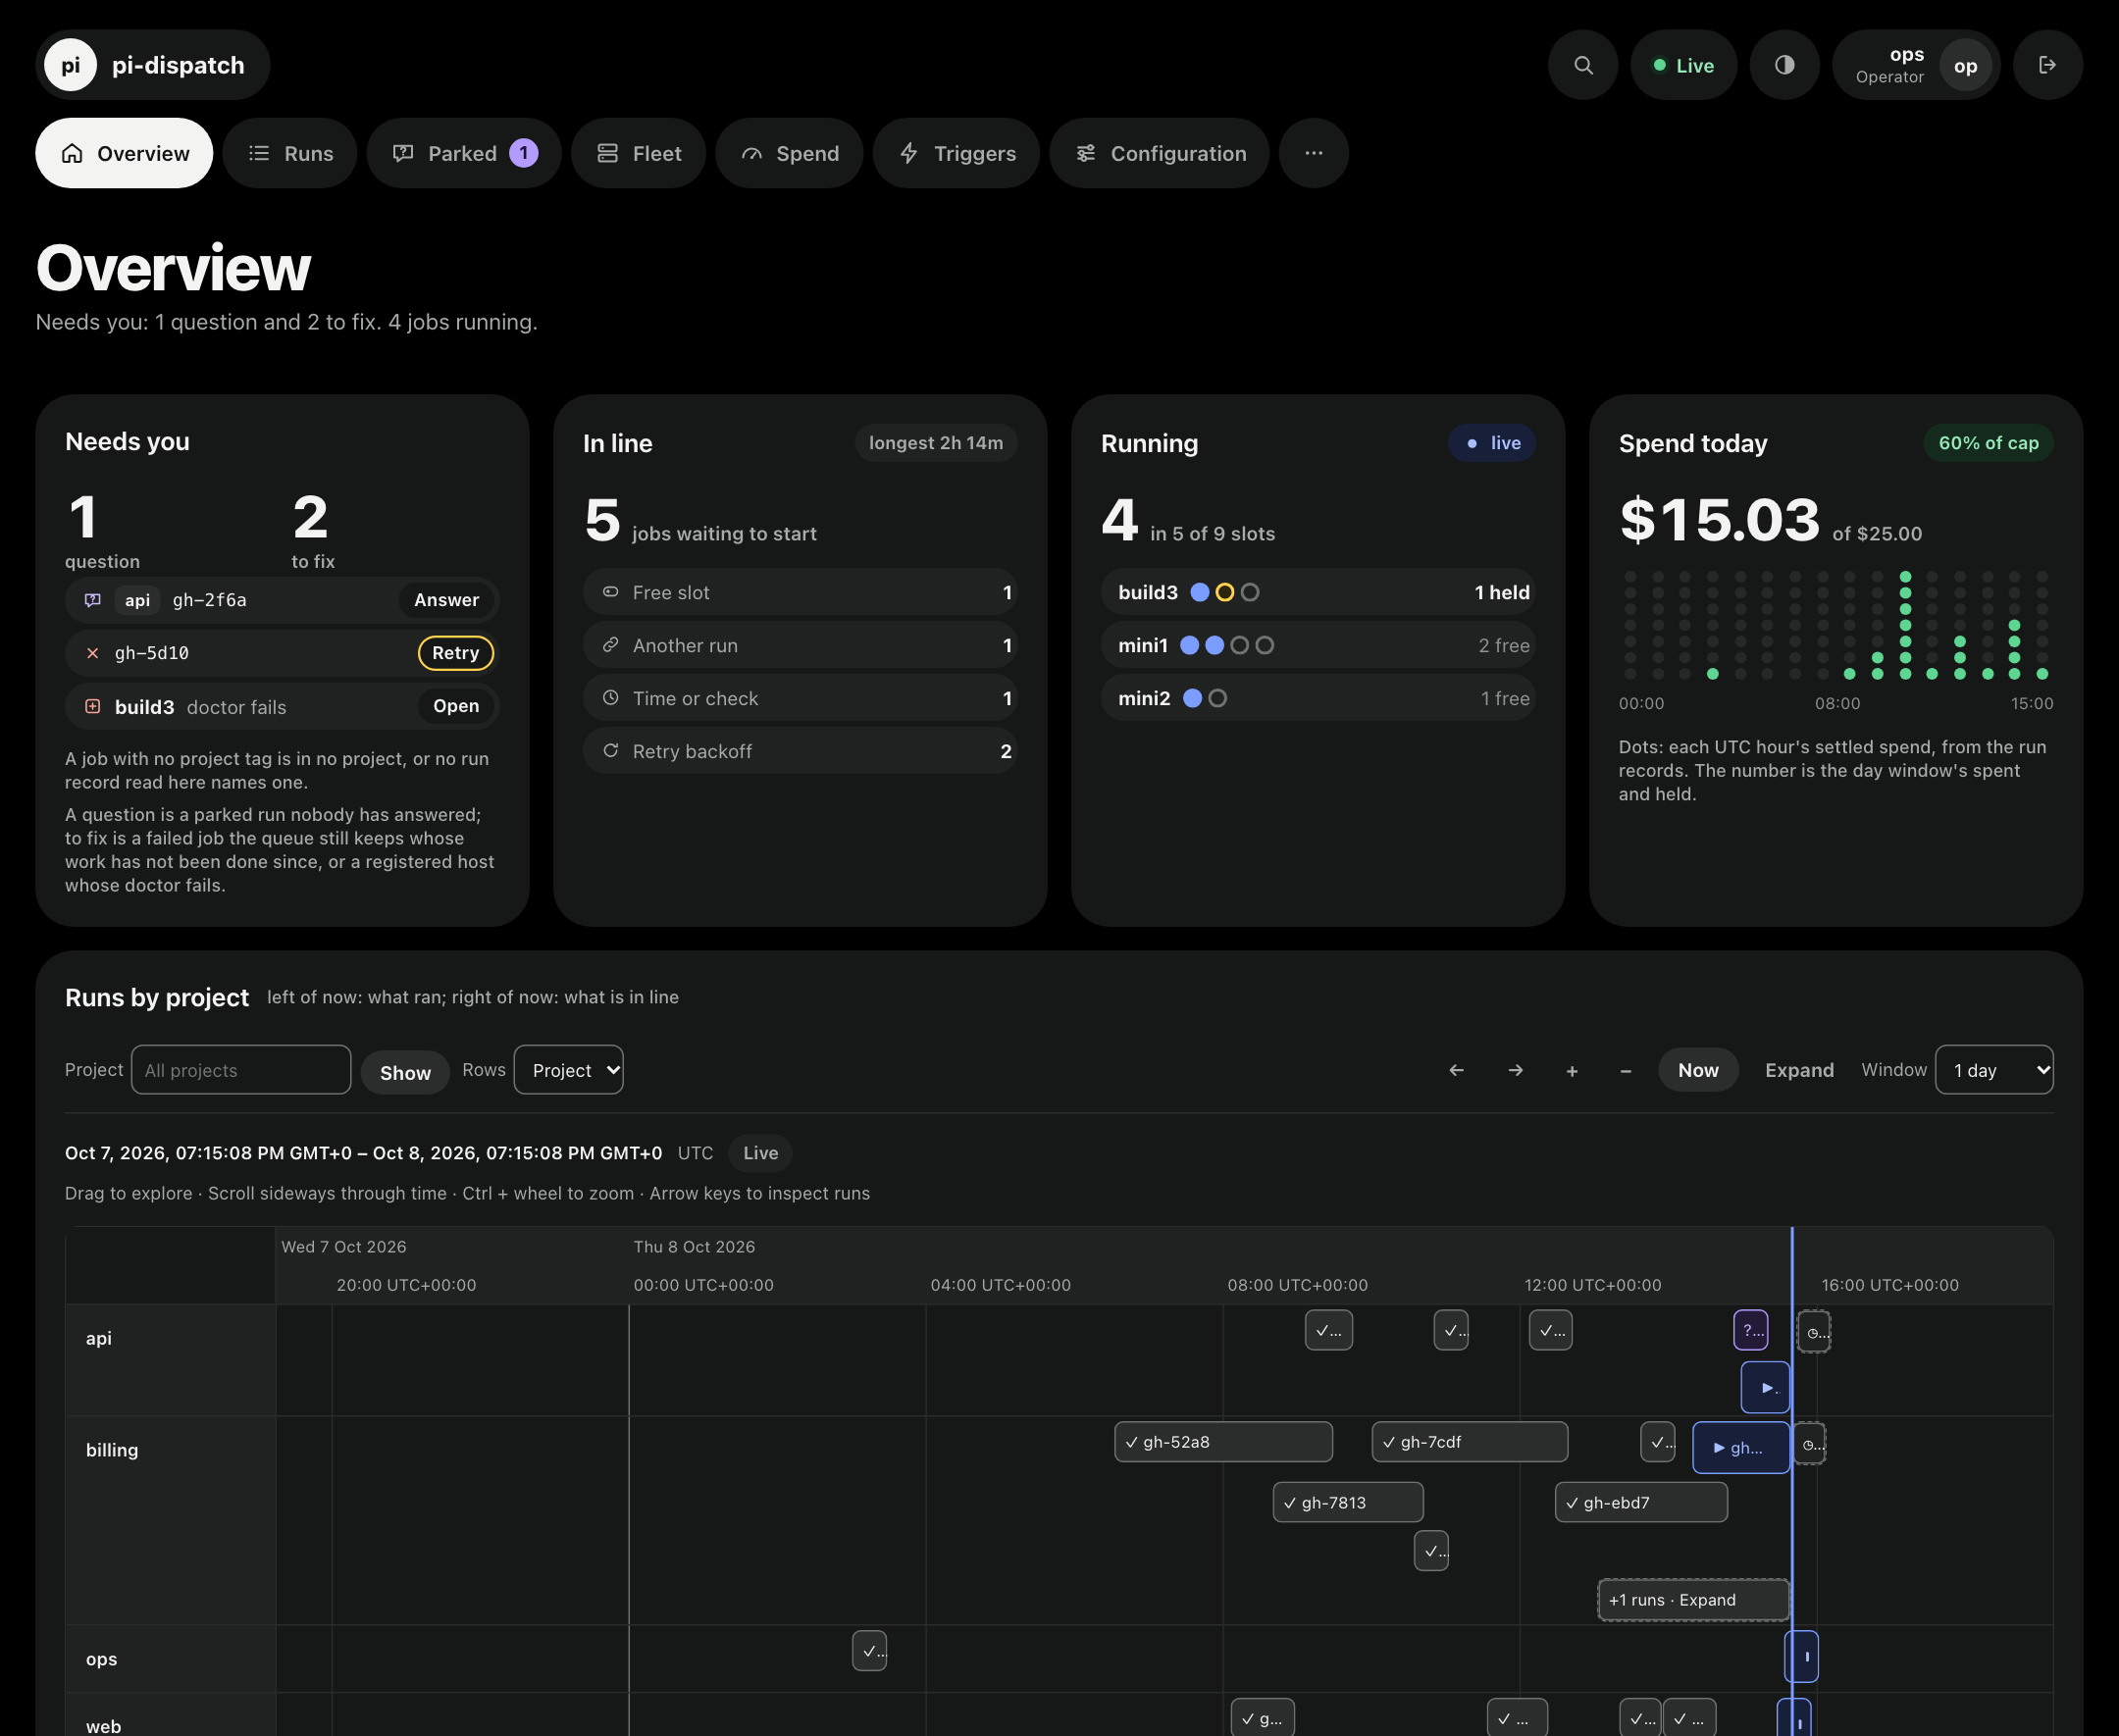 pi pi-dispatch
Live
ops
Operator
op
Overview Runs Parked 1 Fleet Spend Triggers Configuration ...
Overview
Needs you: 1 question and 2 to fix. 4 jobs running.
Needs you
1 2
question to fix
api gh-2f6a Answer
gh-5d10 Retry
build3 doctor fails Open
A job with no project tag is in no project, or no run
record read here names one.
A question is a parked run nobody has answered;
to fix is a failed job the queue still keeps whose
work has not been done since, or a registered host
whose doctor fails.
In line longest 2h 14m
5 jobs waiting to start
Free slot 1
Another run 1
Time or check 1
Retry backoff 2
Running live
4 in 5 of 9 slots
build3 1 held
mini1 2 free
mini2 1 free
Spend today 60% of cap
$15.03 of $25.00
00:00 08:00 15:00
Dots: each UTC hour's settled spend, from the run
records. The number is the day window's spent
and held.
Runs by project left of now: what ran; right of now: what is in line
Project All projects Show Rows Project ← → + − Now Expand Window 1 day
Oct 7, 2026, 07:15:08 PM GMT+0 – Oct 8, 2026, 07:15:08 PM GMT+0 UTC Live
Drag to explore · Scroll sideways through time · Ctrl + wheel to zoom · Arrow keys to inspect runs
Wed 7 Oct 2026 Thu 8 Oct 2026
20:00 UTC+00:00 00:00 UTC+00:00 04:00 UTC+00:00 08:00 UTC+00:00 12:00 UTC+00:00 16:00 UTC+00:00
api ✓... ✓... ✓... ?...
billing ✓ gh-52a8 ✓ gh-7cdf ✓... ▶ gh...
✓ gh-7813 ✓ gh-ebd7
✓...
+1 runs · Expand
ops ✓...
web ✓ g... ✓ ... ✓... ✓ ...